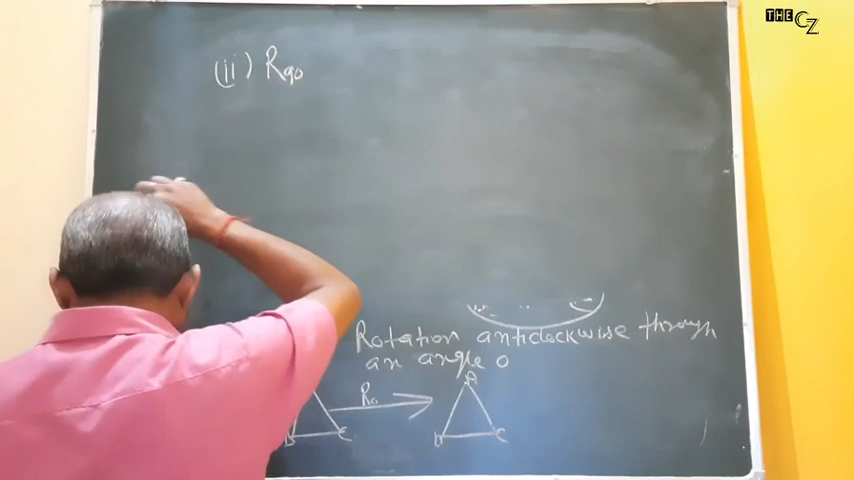 THE CZ
(ii) R90
Rotation anticlockwise through
an angle 0
A
R0
B C B C